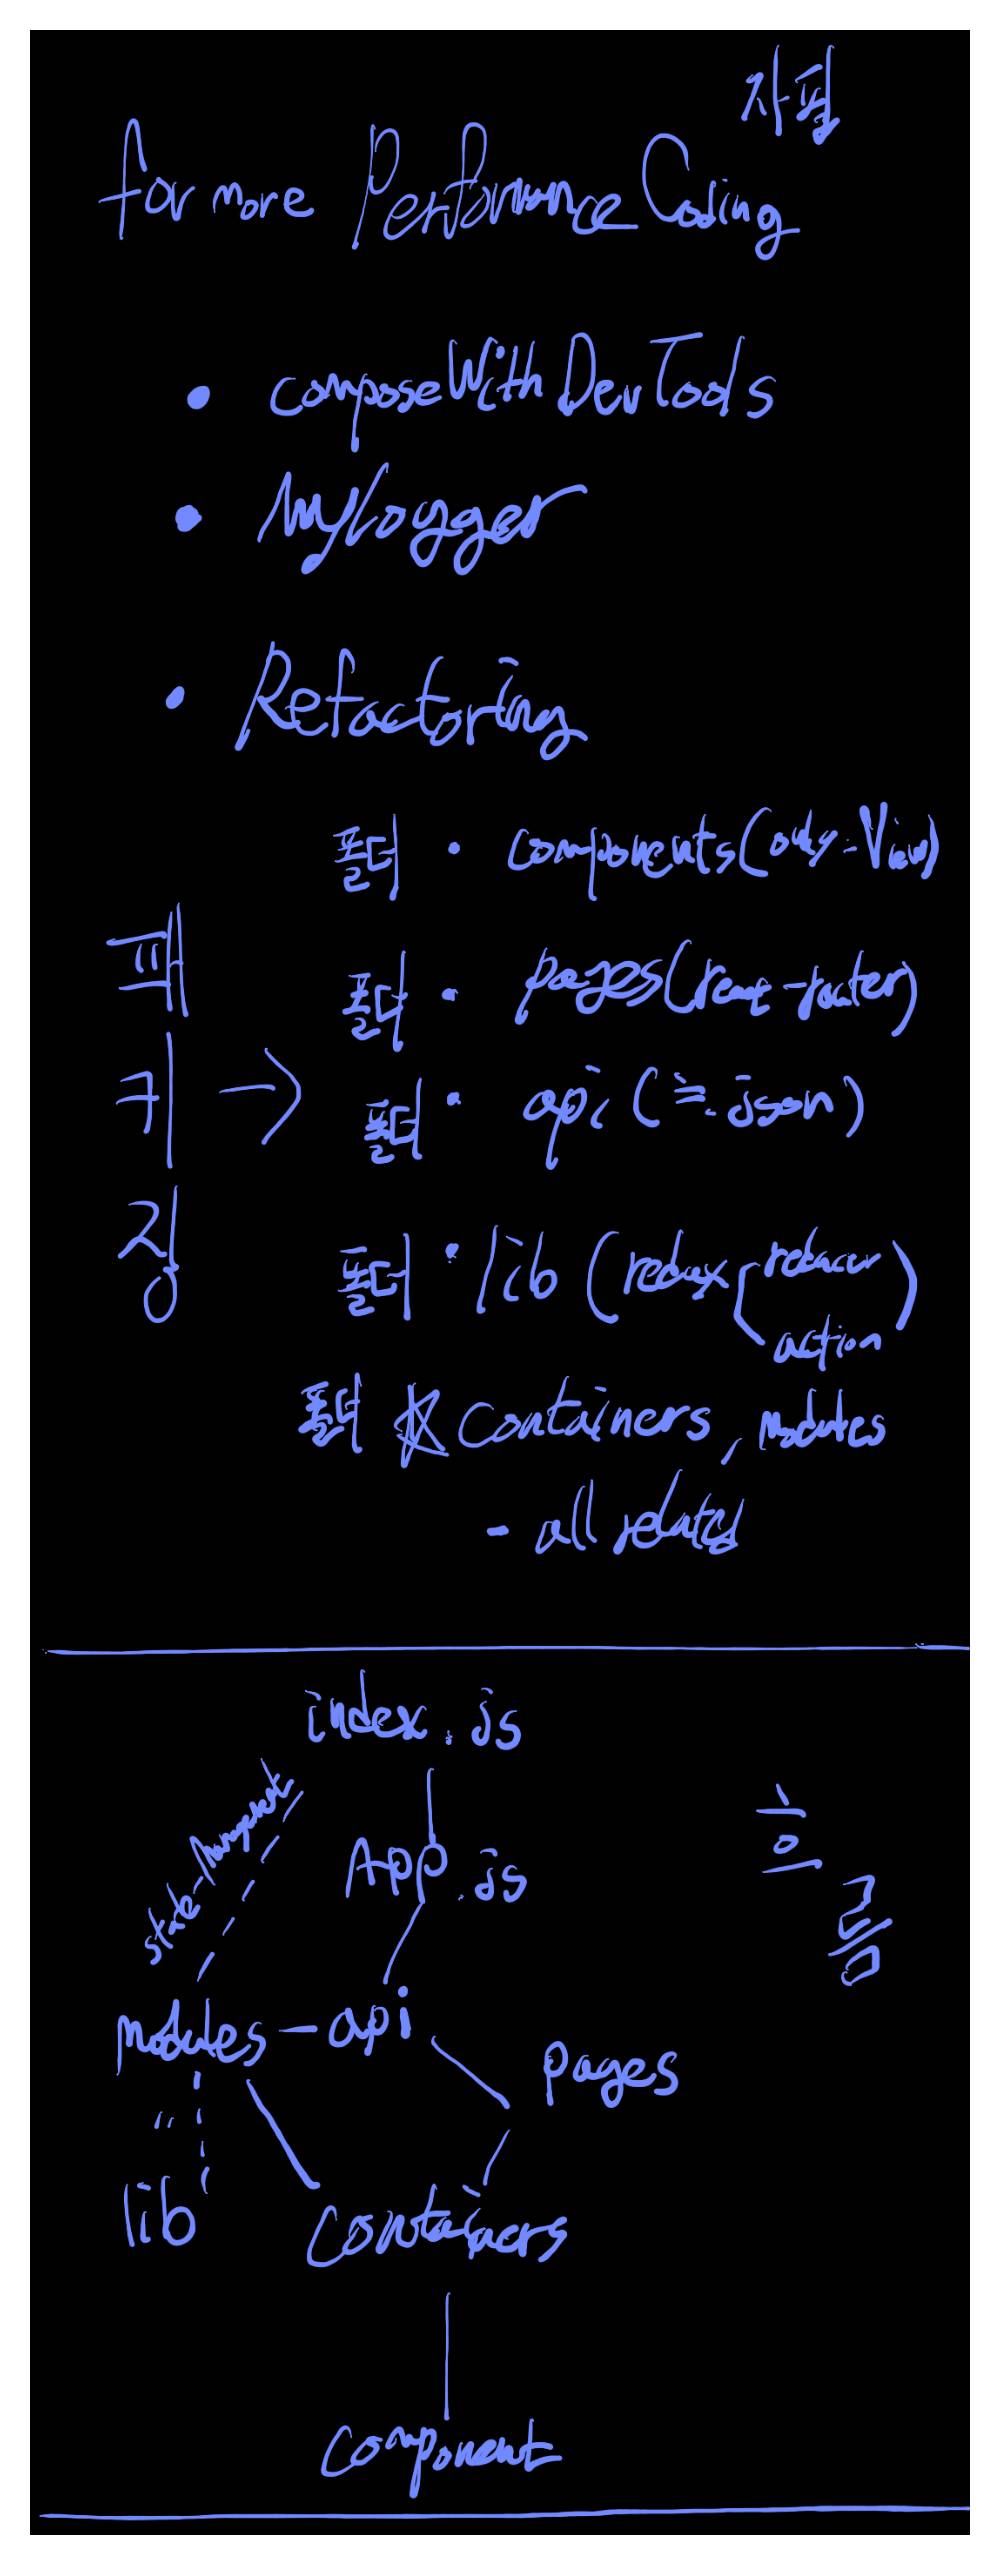 자필
for more Performance Coding
• composeWithDevTools
• myLogger
• Refactoring
폴더 • components(only-View)
폴더 • pages(react-router)
폴더 • api (≒.json)
폴더 • lib (redux reducer
action)
패키징 →
폴더 containers, modules
- all related
index.js
state-management
App.js
modules - api
pages
"
lib
containers
흐름
component